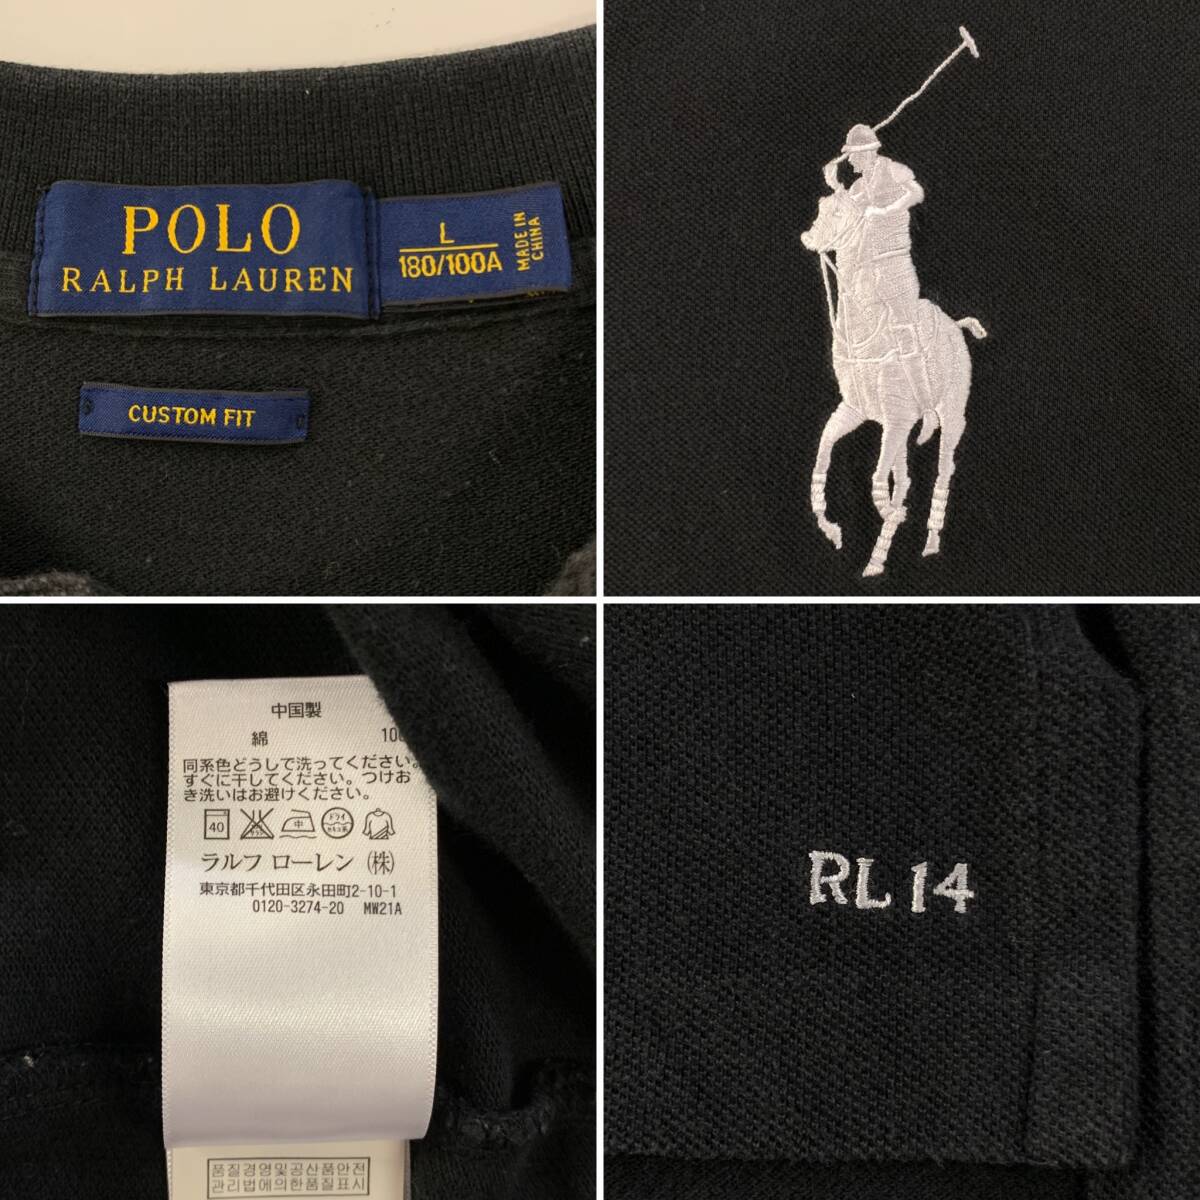 POLO
RALPH LAUREN
L
180/100A
MADE IN
CHINA
CUSTOM FIT
中国製
綿
同系色どうしで洗ってください。
すぐに干してください。つけお
き洗いはお避けください。
40 中 ドライ
ラルフ ローレン (株)
東京都千代田区永田町2-10-1
0120-3274-20 MW21A
품질경영및공산품안전
관리법에의한품질표시
RL 14